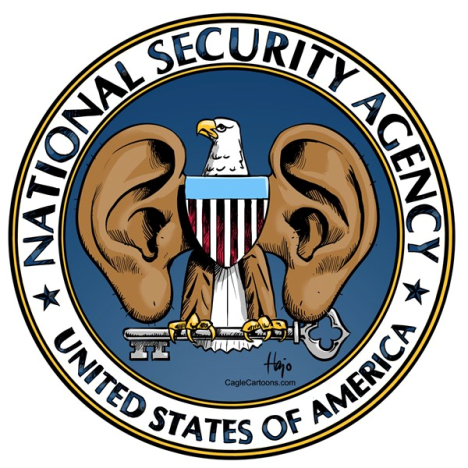 NATIONAL SECURITY AGENCY
Hajo
CagleCartoons.com
UNITED STATES OF AMERICA